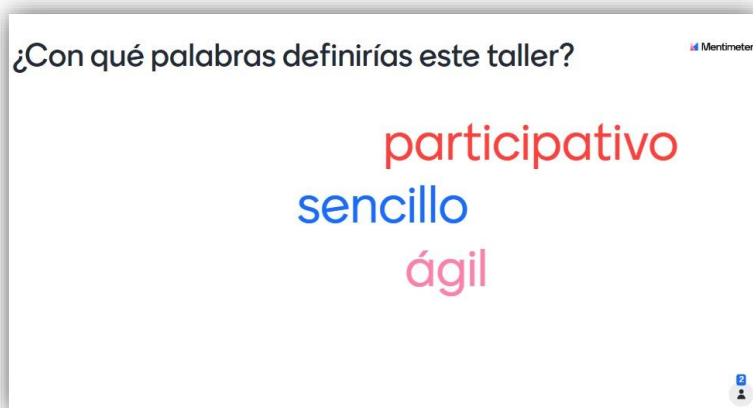 ¿Con qué palabras definirías este taller?
Mentimeter
participativo
sencillo
ágil
2